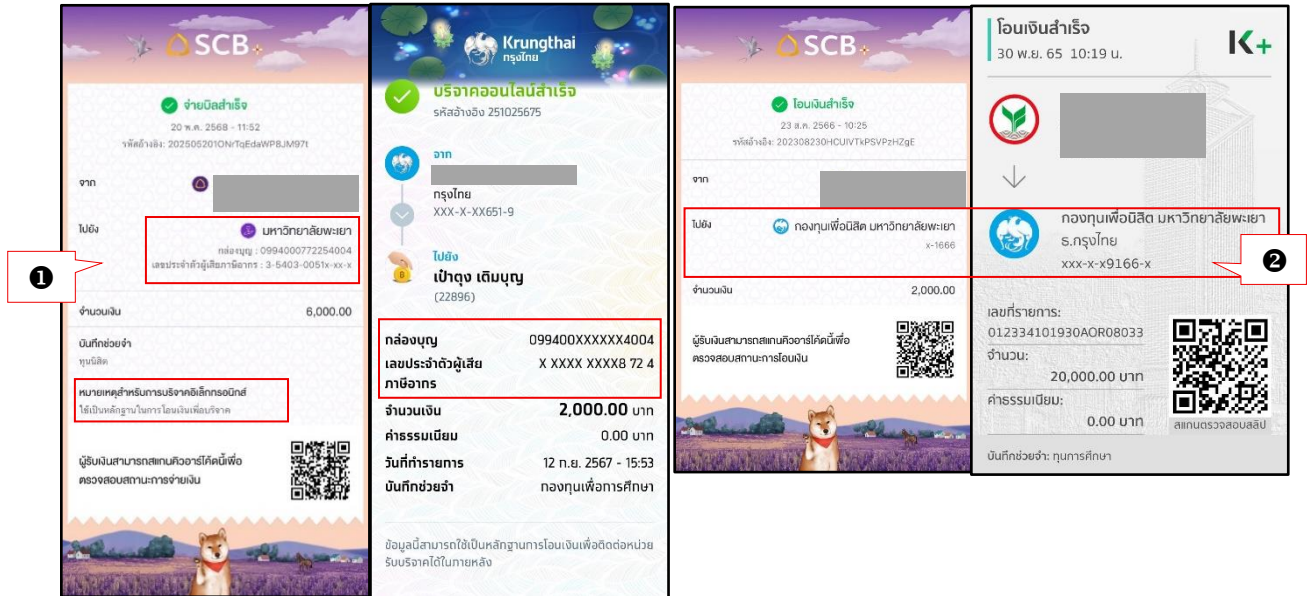 ❶
SCB
จ่ายบิลสำเร็จ
20 พ.ค. 2568 - 11:52
รหัสอ้างอิง: 202505201ONrTqEdaWPBJM97t
จาก
ไปยัง
มหาวิทยาลัยพะเยา
กล่องบุญ : 0994000772254004
เลขประจำตัวผู้เสียภาษีอากร : 3-5403-0051x-xx-x
จำนวนเงิน 6,000.00
บันทึกช่วยจำ
ทุนนิสิต
หมายเหตุสำหรับการบริจาคอิเล็กทรอนิกส์
ใช้เป็นหลักฐานในการโอนเงินเพื่อบริจาค
ผู้รับเงินสามารถสแกนคิวอาร์โค้ดนี้เพื่อ
ตรวจสอบสถานะการจ่ายเงิน
Krungthai
กรุงไทย
บริจาคออนไลน์สำเร็จ
รหัสอ้างอิง 251025675
จาก
กรุงไทย
XXX-X-XX651-9
ไปยัง
เป๋าตุง เติมบุญ
(22896)
กล่องบุญ 099400XXXXXX4004
เลขประจำตัวผู้เสีย X XXXX XXXX8 72 4
ภาษีอากร
จำนวนเงิน 2,000.00 บาท
ค่าธรรมเนียม 0.00 บาท
วันที่ทำรายการ 12 ก.ย. 2567 - 15:53
บันทึกช่วยจำ กองทุนเพื่อการศึกษา
ข้อมูลนี้สามารถใช้เป็นหลักฐานการโอนเงินเพื่อติดต่อหน่วย
รับบริจาคได้ในภายหลัง
SCB
โอนเงินสำเร็จ
23 ส.ค. 2566 - 10:25
รหัสอ้างอิง: 202308230HCUIVTkPSVPzHZgE
จาก
ไปยัง
กองทุนเพื่อนิสิต มหาวิทยาลัยพะเยา
x-1666
จำนวนเงิน 2,000.00
ผู้รับเงินสามารถสแกนคิวอาร์โค้ดนี้เพื่อ
ตรวจสอบสถานะการโอนเงิน
โอนเงินสำเร็จ
30 พ.ย. 65 10:19 น.
K+
กองทุนเพื่อนิสิต มหาวิทยาลัยพะเยา
ธ.กรุงไทย
xxx-x-x9166-x
❷
เลขที่รายการ:
012334101930AOR08033
จำนวน:
20,000.00 บาท
ค่าธรรมเนียม:
0.00 บาท
สแกนตรวจสอบสลิป
บันทึกช่วยจำ: ทุนการศึกษา